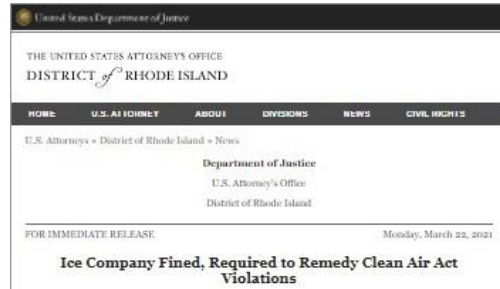 United States Department of Justice
THE UNITED STATES ATTORNEY'S OFFICE
DISTRICT of RHODE ISLAND
HOME U.S. ATTORNEY ABOUT DIVISIONS NEWS CIVIL RIGHTS
U.S. Attorneys » District of Rhode Island » News
Department of Justice
U.S. Attorney's Office
District of Rhode Island
FOR IMMEDIATE RELEASE Monday, March 22, 2021
Ice Company Fined, Required to Remedy Clean Air Act
Violations